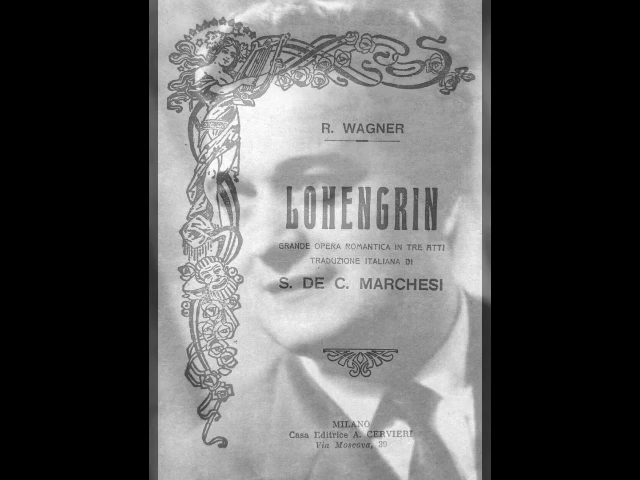 R. WAGNER
LOHENGRIN
GRANDE OPERA ROMANTICA IN TRE ATTI
TRADUZIONE ITALIANA DI
S. DE C. MARCHESI
MILANO
Casa Editrice A. CERVIERI
Via Moscova, 39